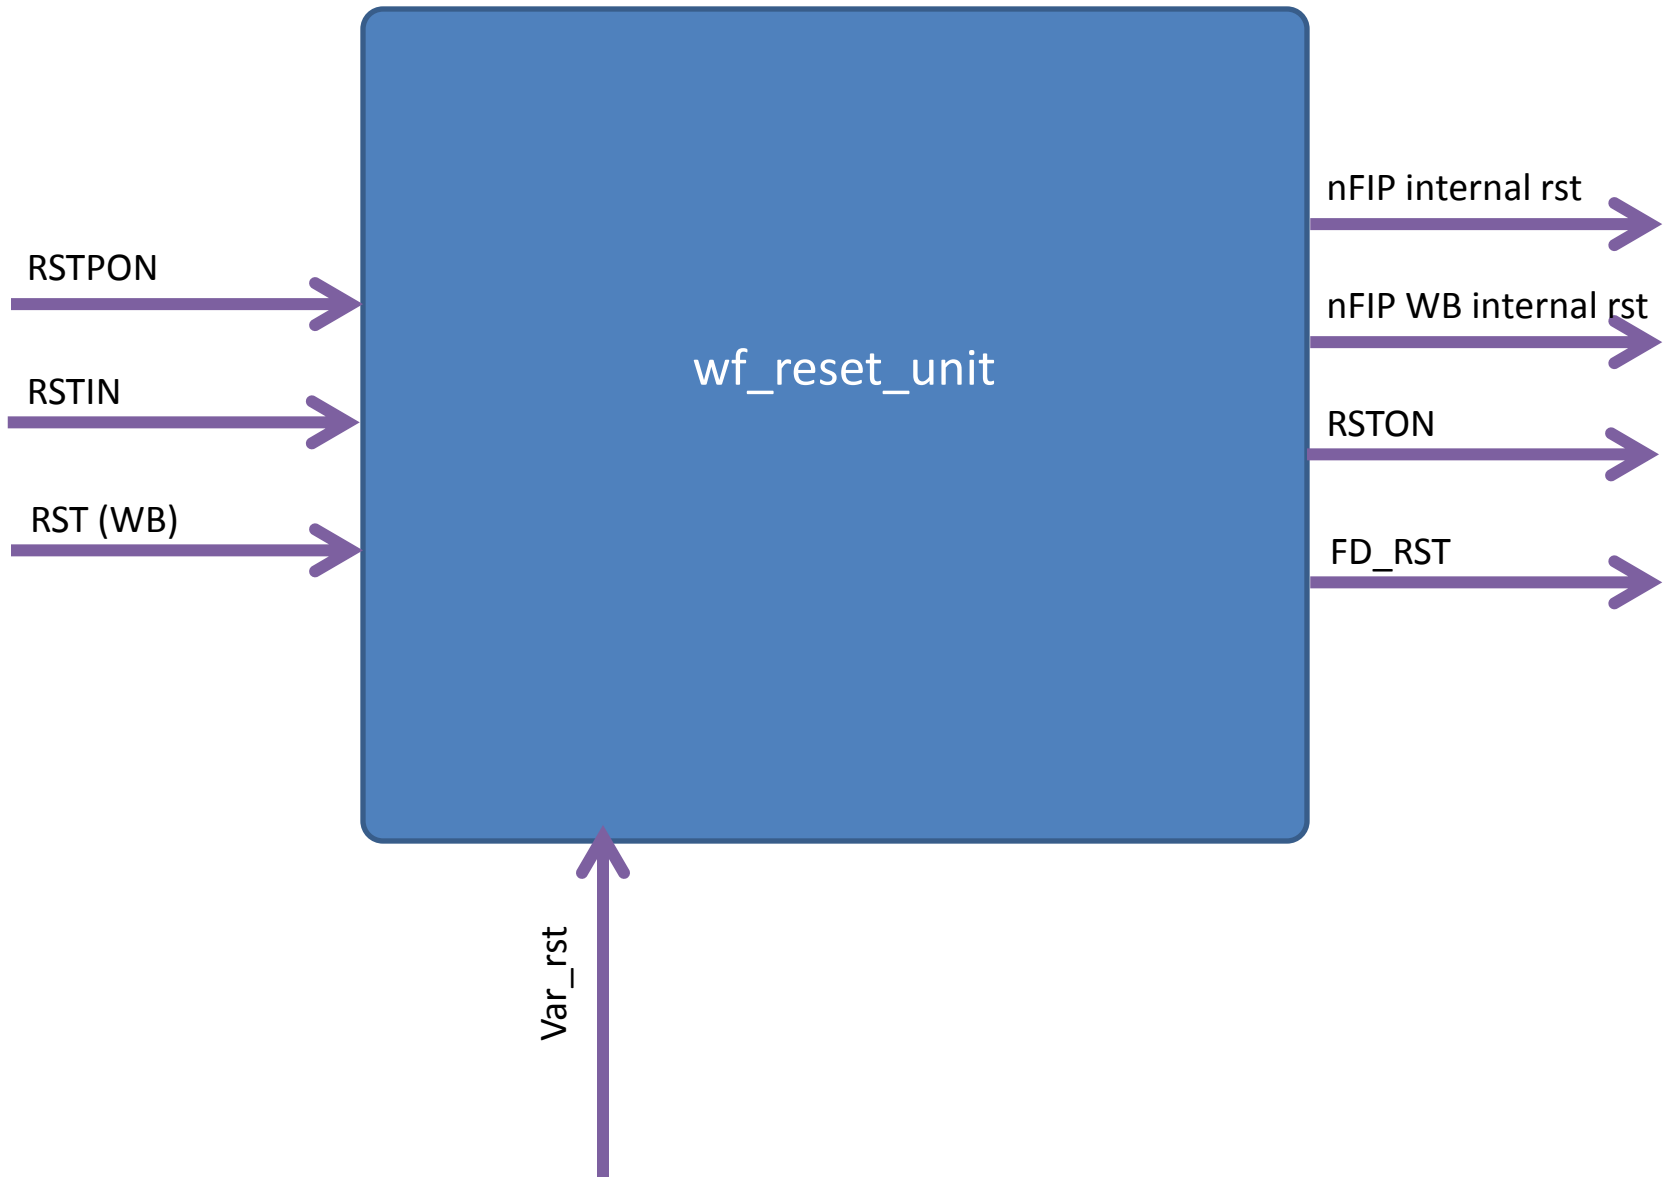 RSTPON
RSTIN
RST (WB)
wf_reset_unit
nFIP internal rst
nFIP WB internal rst
RSTON
FD_RST
Var_rst